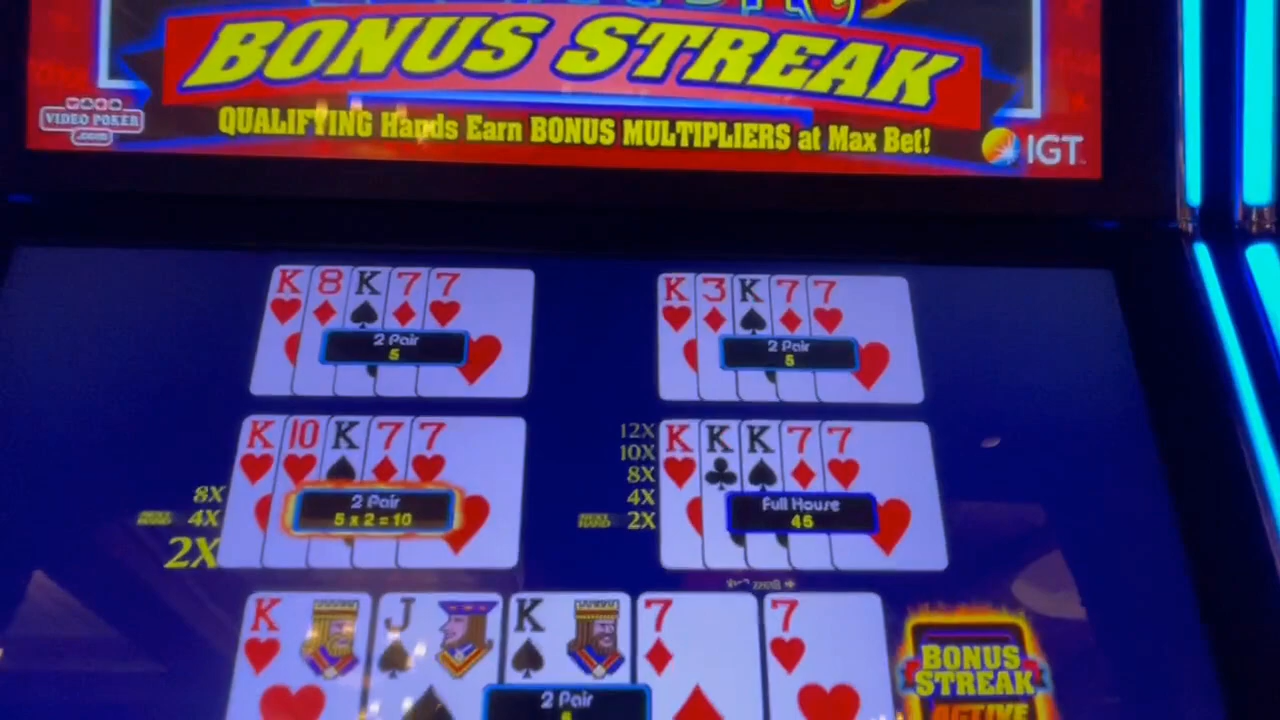 BONUS STREAK
QUALIFYING Hands Earn BONUS MULTIPLIERS at Max Bet!
VIDEO POKER
.com
IGT
K 8 K 7 7
2 Pair
5
K 3 K 7 7
2 Pair
5
K 10 K 7 7
2 Pair
5 x 2 = 10
8X
4X
2X
12X
10X
8X
4X
2X
K K K 7 7
Full House
45
K J K 7 7
2 Pair
BONUS
STREAK
ACTIVE